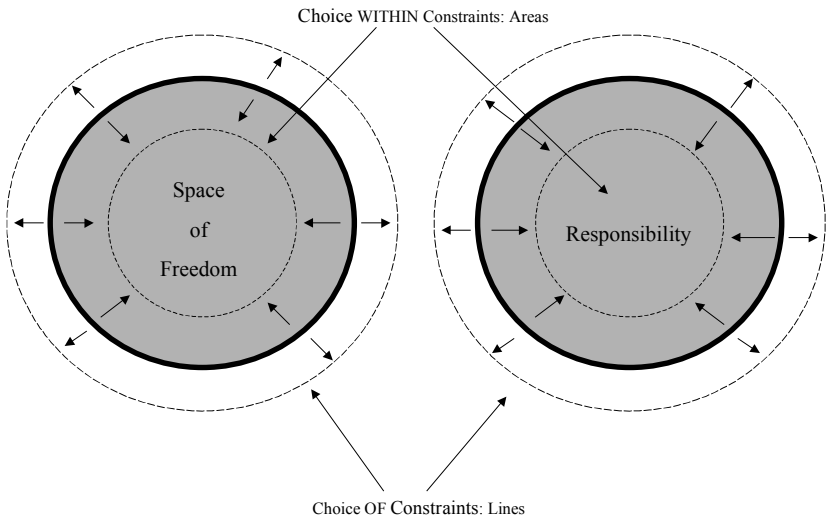 Choice WITHIN Constraints: Areas
Space
of
Freedom
Responsibility
Choice OF Constraints: Lines